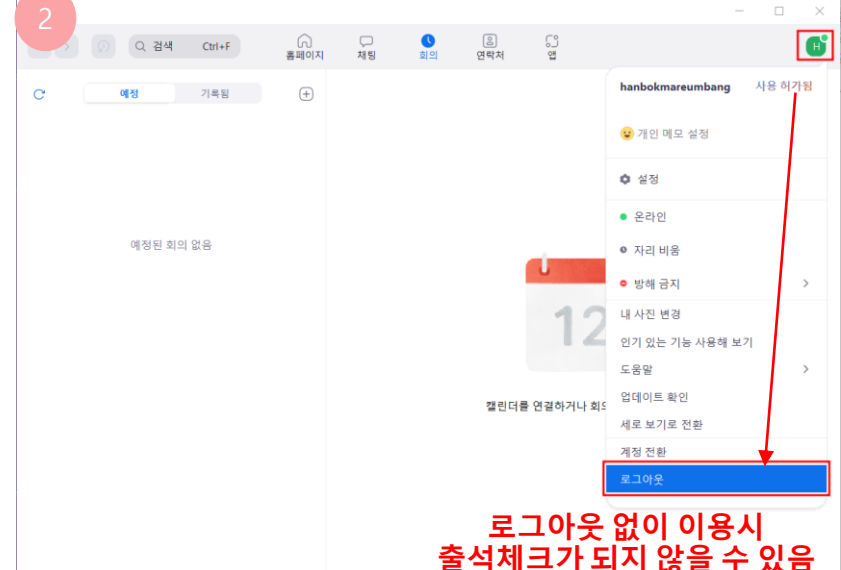 2
검색 Ctrl+F
홈페이지
채팅
회의
연락처
앱
H
예정
기록됨
예정된 회의 없음
12
캘린더를 연결하거나 회의
hanbokmareumbang 사용 허가됨
개인 메모 설정
설정
온라인
자리 비움
방해 금지
내 사진 변경
인기 있는 기능 사용해 보기
도움말
업데이트 확인
세로 보기로 전환
계정 전환
로그아웃
로그아웃 없이 이용시
출석체크가 되지 않을 수 있음